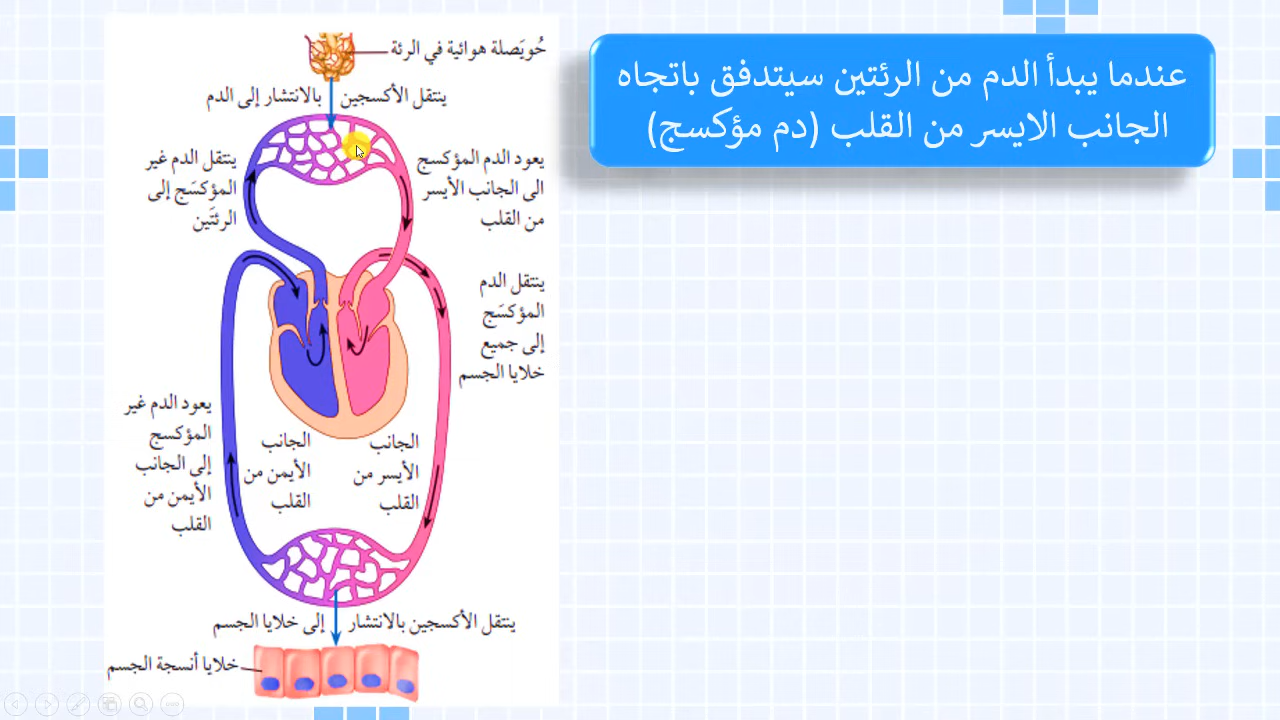 عندما يبدأ الدم من الرئتين سيتدفق باتجاه
الجانب الايسر من القلب (دم مؤكسج)
حُويَصلة هوائية في الرئة
ينتقل الأكسجين بالانتشار إلى الدم
يعود الدم المؤكسج
الى الجانب الأيسر
من القلب
ينتقل الدم غير
المؤكسَج إلى
الرئتَين
ينتقل الدم
المؤكسَج
إلى جميع
خلايا الجسم
يعود الدم غير
المؤكسج
إلى الجانب
الأيمن من
القلب
الجانب
الأيسر من
القلب
الجانب
الأيمن من
القلب
ينتقل الأكسجين بالانتشار إلى خلايا الجسم
خلايا أنسجة الجسم